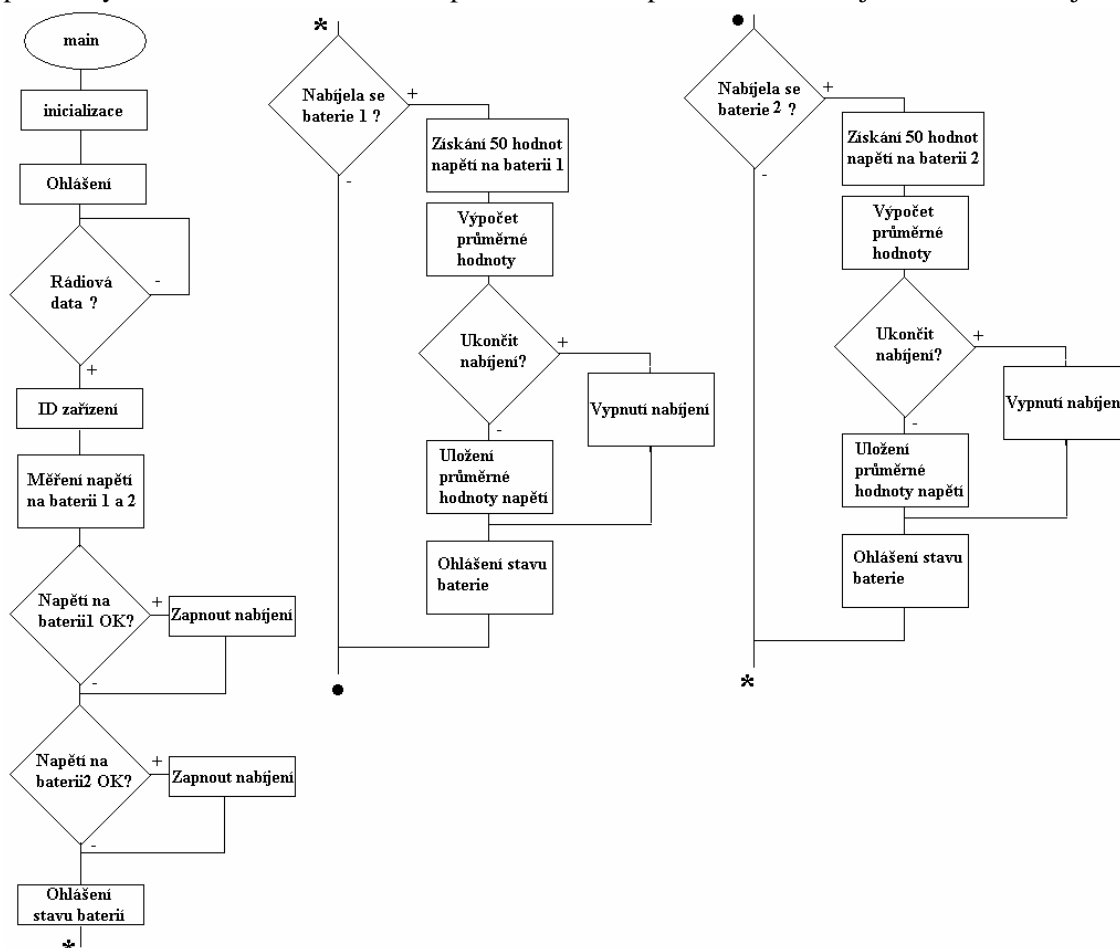 main
inicializace
Ohlášení
Rádiová
data ?
-
+
ID zařízení
Měření napětí
na baterii 1 a 2
Napětí na
baterii1 OK?
+
Zapnout nabíjení
-
Napětí na
baterii2 OK?
+
Zapnout nabíjení
-
Ohlášení
stavu baterií
*
*
Nabíjela se
baterie 1 ?
+
-
Získání 50 hodnot
napětí na baterii 1
Výpočet
průměrné
hodnoty
Ukončit
nabíjení?
+
Vypnutí nabíjení
-
Uložení
průměrné
hodnoty napětí
Ohlášení stavu
baterie
●
●
Nabíjela se
baterie 2 ?
+
-
Získání 50 hodnot
napětí na baterii 2
Výpočet
průměrné
hodnoty
Ukončit
nabíjení?
+
Vypnutí nabíjení
-
Uložení
průměrné
hodnoty napětí
Ohlášení stavu
baterie
*